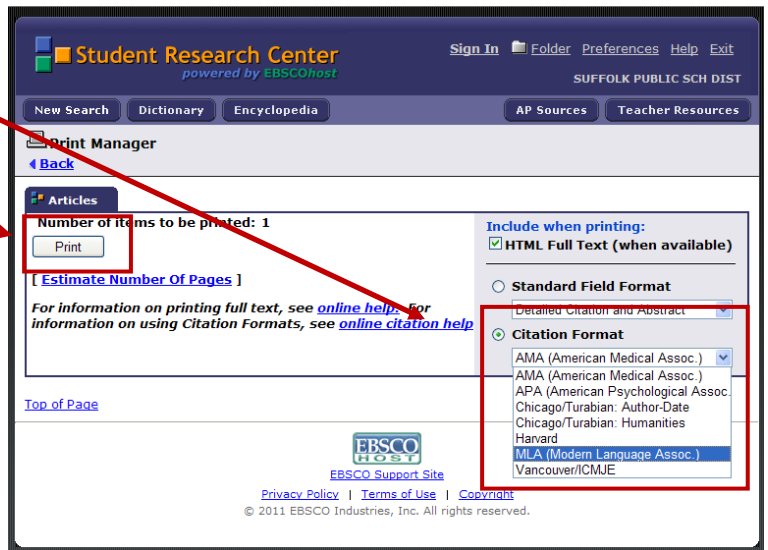 Student Research Center
powered by EBSCOhost
Sign In Folder Preferences Help Exit
SUFFOLK PUBLIC SCH DIST
New Search Dictionary Encyclopedia AP Sources Teacher Resources
Print Manager
Back
Articles
Number of items to be printed: 1
Print
[ Estimate Number Of Pages ]
For information on printing full text, see online help. For
information on using Citation Formats, see online citation help
Include when printing:
HTML Full Text (when available)
Standard Field Format
Detailed Citation and Abstract
Citation Format
AMA (American Medical Assoc.)
AMA (American Medical Assoc.)
APA (American Psychological Assoc.
Chicago/Turabian: Author-Date
Chicago/Turabian: Humanities
Harvard
MLA (Modern Language Assoc.)
Vancouver/ICMJE
Top of Page
EBSCO
HOST
EBSCO Support Site
Privacy Policy | Terms of Use | Copyright
© 2011 EBSCO Industries, Inc. All rights reserved.